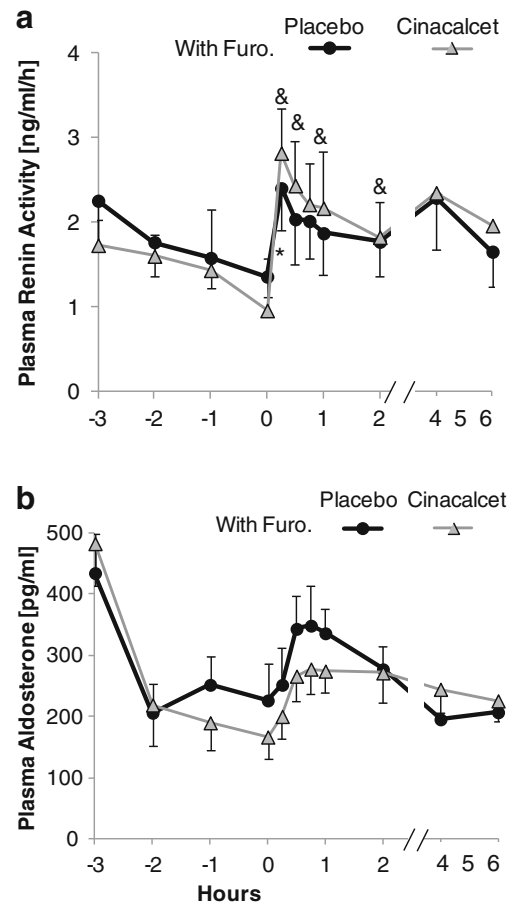 a
Placebo Cinacalcet
With Furo.
Plasma Renin Activity [ng/ml/h]
4
3
2
1
0
& & & &
*
-3 -2 -1 0 1 2 4 5 6
b
Placebo Cinacalcet
With Furo.
Plasma Aldosterone [pg/ml]
500
400
300
200
100
0
-3 -2 -1 0 1 2 4 5 6
Hours